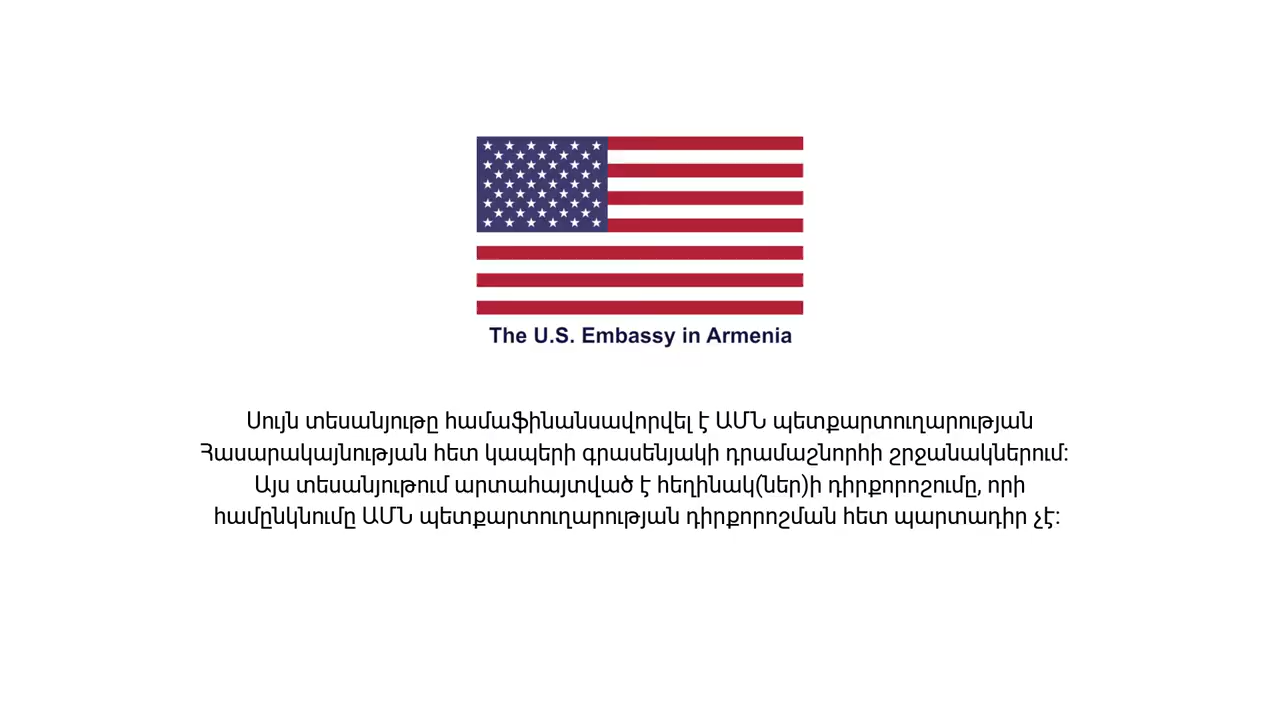 The U.S. Embassy in Armenia
Սույն տեսանյութը համաֆինանսավորվել է ԱՄՆ պետքարտուղարության
Հասարակայնության հետ կապերի գրասենյակի դրամաշնորհի շրջանակներում:
Այս տեսանյութում արտահայտված է հեղինակ(ներ)ի դիրքորոշումը, որի
համընկնումը ԱՄՆ պետքարտուղարության դիրքորոշման հետ պարտադիր չէ: